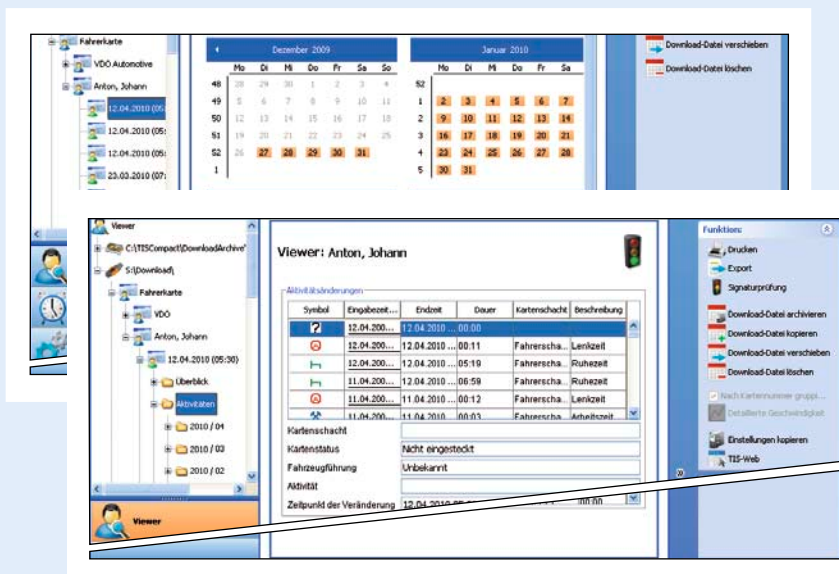 Fahrerkarte
VDO Automotive
Anton, Johann
12.04.2010 (05:
12.04.2010 (05:
12.04.2010 (05:
23.03.2010 (07:
Dezember 2009
Mo Di Mi Do Fr Sa So
48 28 29 30 1 2 3 4
49 5 6 7 8 9 10 11
50 12 13 14 15 16 17 18
51 19 20 21 22 23 24 25
52 26 27 28 29 30 31
1
Januar 2010
Mo Di Mi Do Fr Sa
52
1 2 3 4 5 6 7
2 9 10 11 12 13 14
3 16 17 18 19 20 21
4 23 24 25 26 27 28
5 30 31
Download-Datei verschieben
Download-Datei löschen
Viewer
C:\TISCompact\DownloadArchive\
S:\Download\
Fahrerkarte
VDO
Anton, Johann
12.04.2010 (05:30)
Überblick
Aktivitäten
2010 / 04
2010 / 03
2010 / 02
Viewer
Viewer: Anton, Johann
Aktivitätsänderungen
Symbol Eingabezeit... Endzeit Dauer Kartenschacht Beschreibung
? 12.04.200... 12.04.2010 ... 00:00
12.04.200... 12.04.2010 ... 00:11 Fahrerscha... Lenkzeit
12.04.200... 12.04.2010 ... 05:19 Fahrerscha... Ruhezeit
11.04.200... 12.04.2010 ... 06:59 Fahrerscha... Ruhezeit
11.04.200... 11.04.2010 ... 00:12 Fahrerscha... Lenkzeit
11.04.200... 11.04.2010 00:03 Fahrerscha... Arbeitszeit
Kartenschacht
Kartenstatus Nicht eingesteckt
Fahrzeugführung Unbekannt
Aktivität
Zeitpunkt der Veränderung 12.04.2010
00:00
Funktionen
Drucken
Export
Signaturprüfung
Download-Datei archivieren
Download-Datei kopieren
Download-Datei verschieben
Download-Datei löschen
Nach Kartennummer gruppi...
Detaillierte Geschwindigkeit
Einstellungen kopieren
TIS-Web